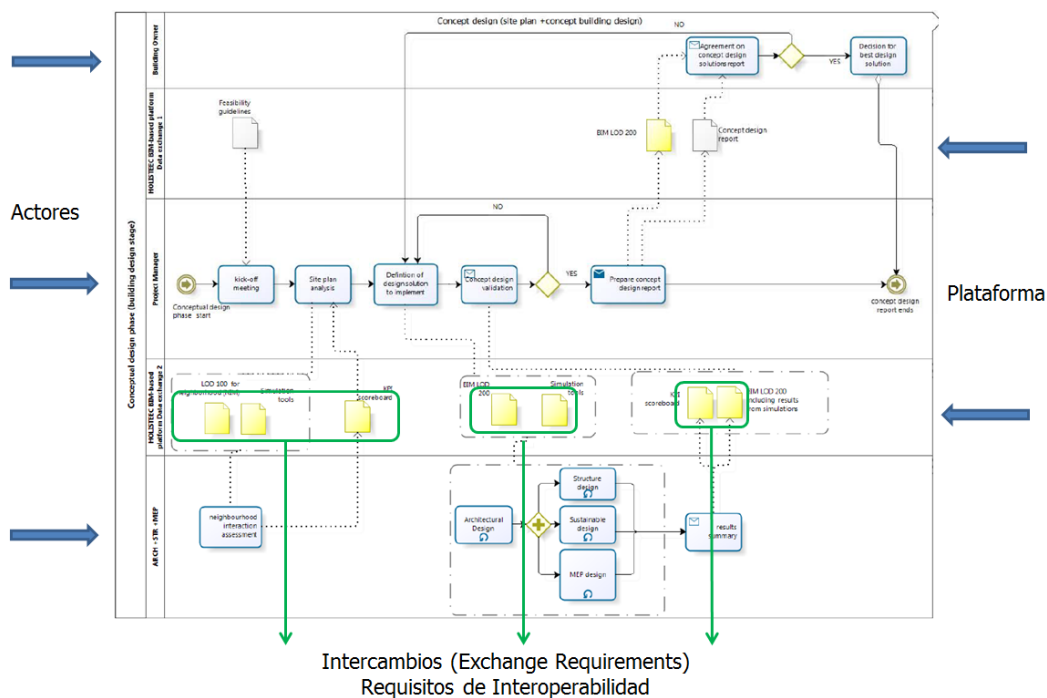 Concept design (site plan +concept building design)
NO
Building Owner
Agreement on
concept design
solutions report
YES
Decision for
best design
solution
HOLISTEEC BIM-based platform
Data exchange 1
Feasibility
guidelines
BIM LOD 200
Concept design
report
Actores
Conceptual design phase (building design stage)
Project Manager
NO
kick-off
meeting
Site plan
analysis
Definition of
design solution
to implement
Concept design
validation
YES
Prepare concept
design report
Conceptual design
phase start
concept design
report ends
Plataforma
HOLISTEEC BIM-based
platform Data exchange 2
LOD 100 for
Simulation
tools
KPI
scoreboard
BIM LOD
200
Simulation
tools
KPI
scoreboard
BIM LOD 200
including results
from simulations
ARCH - STR +MEP
neighbourhood
interaction
assessment
Architectural
Design
Structure
design
Sustainable
design
MEP design
results
summary
Intercambios (Exchange Requirements)
Requisitos de Interoperabilidad